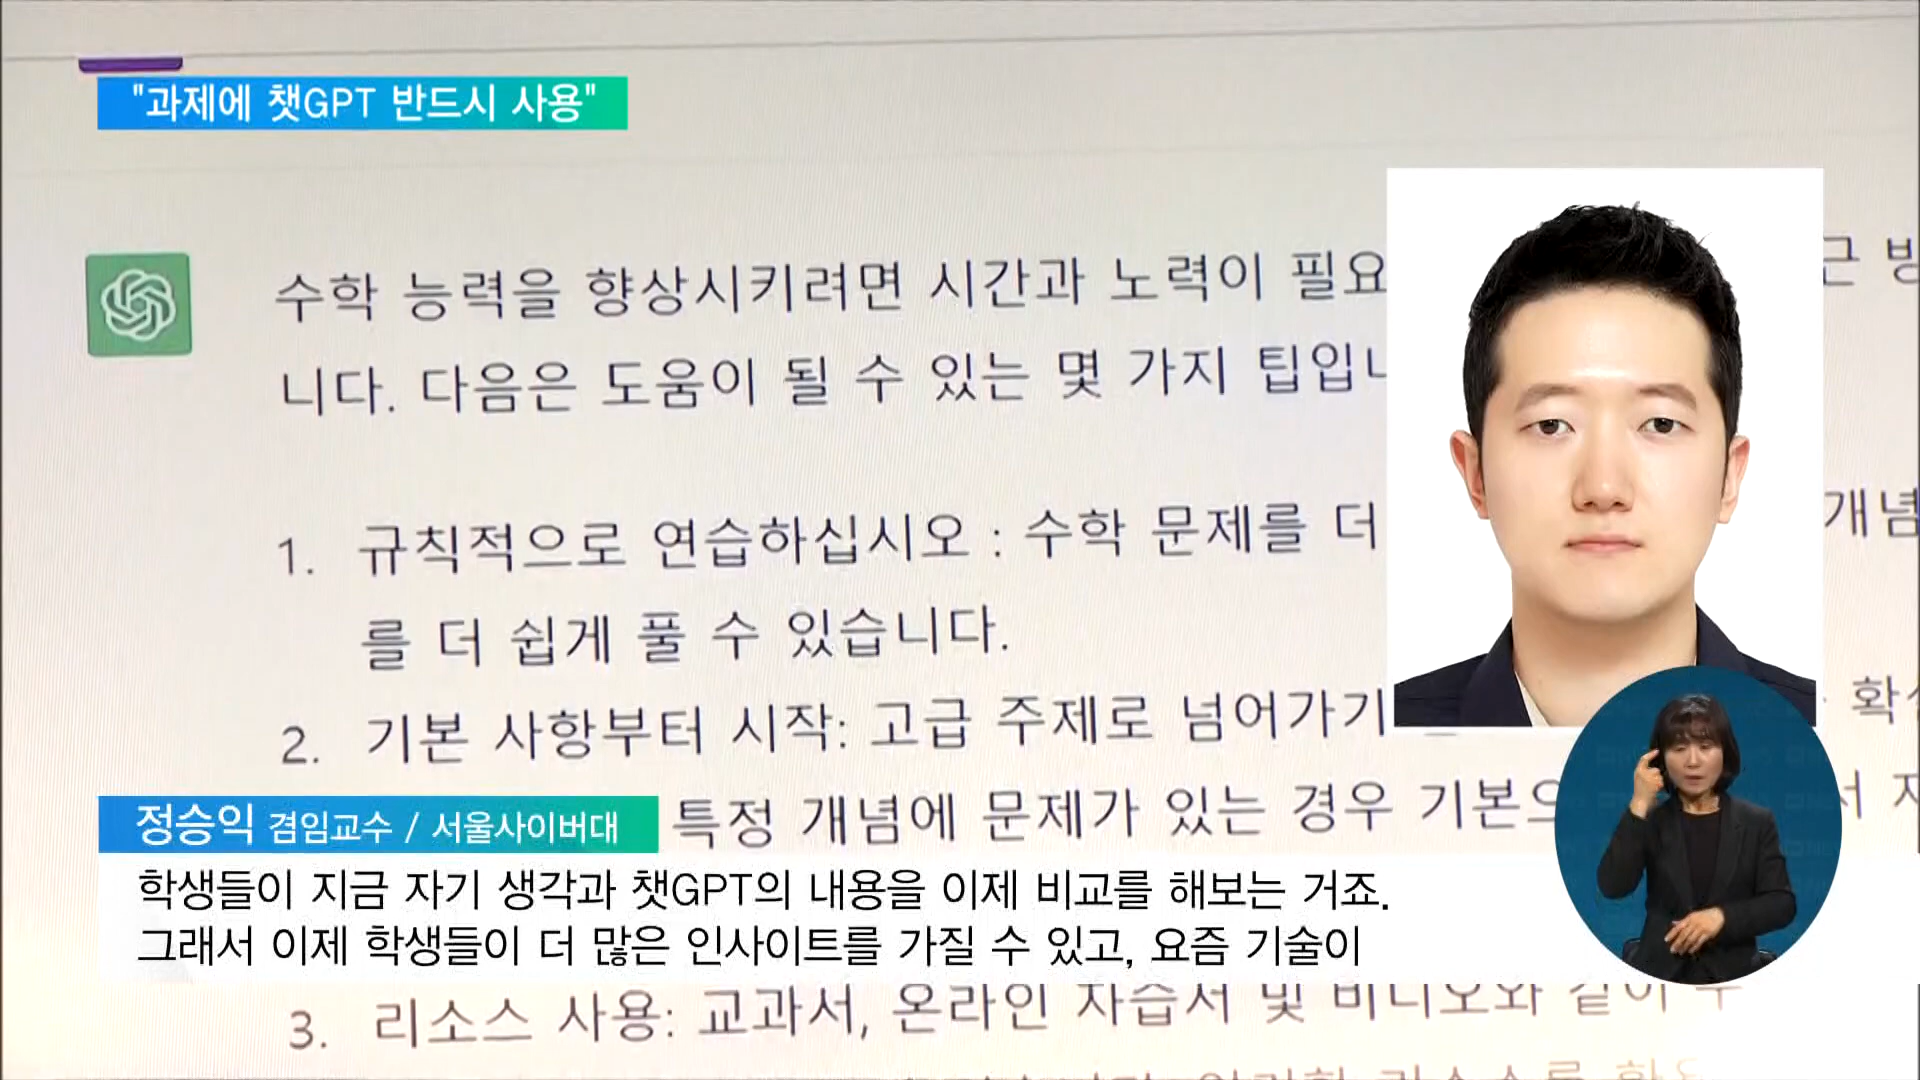 "과제에 챗GPT 반드시 사용"
수학 능력을 향상시키려면 시간과 노력이 필요
니다. 다음은 도움이 될 수 있는 몇 가지 팁입니
1. 규칙적으로 연습하십시오 : 수학 문제를 더 개념
를 더 쉽게 풀 수 있습니다.
2. 기본 사항부터 시작: 고급 주제로 넘어가기
특정 개념에 문제가 있는 경우 기본으
정승익 겸임교수 / 서울사이버대
학생들이 지금 자기 생각과 챗GPT의 내용을 이제 비교를 해보는 거죠.
그래서 이제 학생들이 더 많은 인사이트를 가질 수 있고, 요즘 기술이
3. 리소스 사용: 교과서, 온라인 자습서 및 비디오와 같이